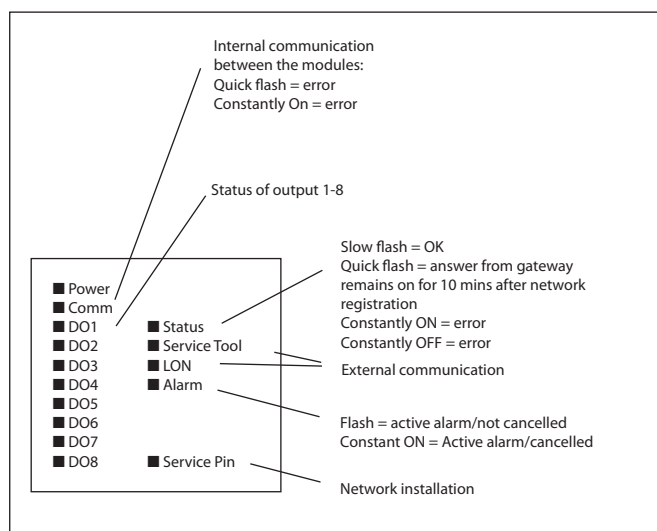 Internal communication
between the modules:
Quick flash = error
Constantly On = error
Status of output 1-8
Slow flash = OK
Quick flash = answer from gateway
remains on for 10 mins after network
registration
Constantly ON = error
Constantly OFF = error
External communication
Flash = active alarm/not cancelled
Constant ON = Active alarm/cancelled
Network installation
Power
Comm
DO1
DO2
DO3
DO4
DO5
DO6
DO7
DO8
Status
Service Tool
LON
Alarm
Service Pin